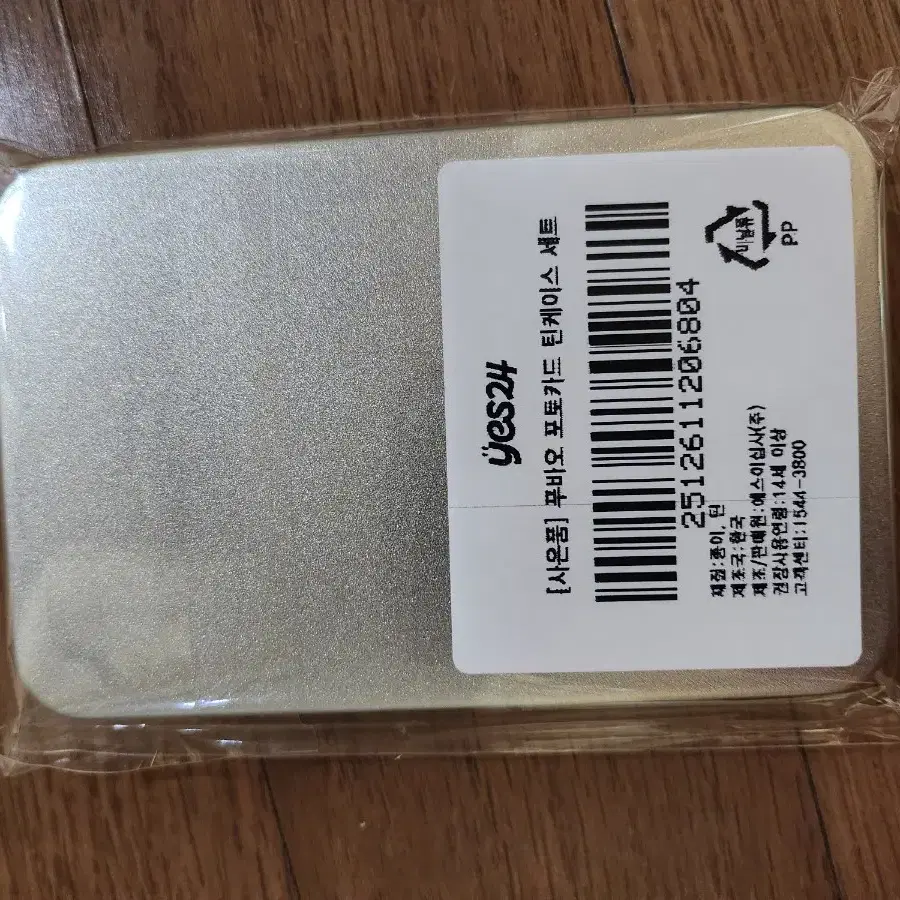 yes24
[사은품] 푸바오 포토카드 틴케이스 세트
2512611206804
재질:종이, 틴
제조국:한국
제조/판매원:예스이십사(주)
권장사용연령:14세 이상
고객센터:1544-3800
비닐류
PP